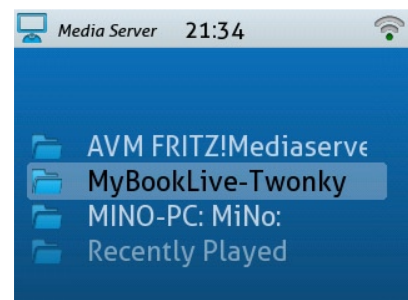 Media Server 21:34
AVM FRITZ!Mediaserve
MyBookLive-Twonky
MINO-PC: MiNo:
Recently Played